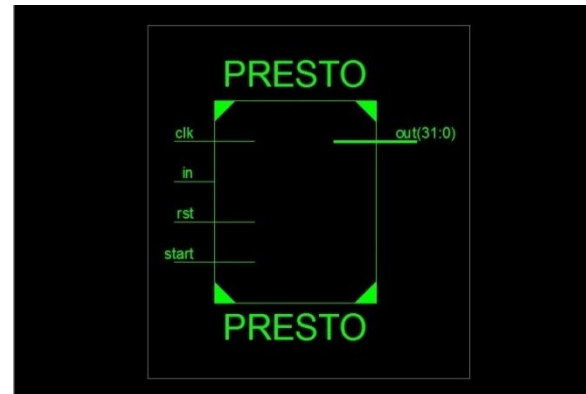 PRESTO
clk
out(31:0)
in
rst
start
PRESTO